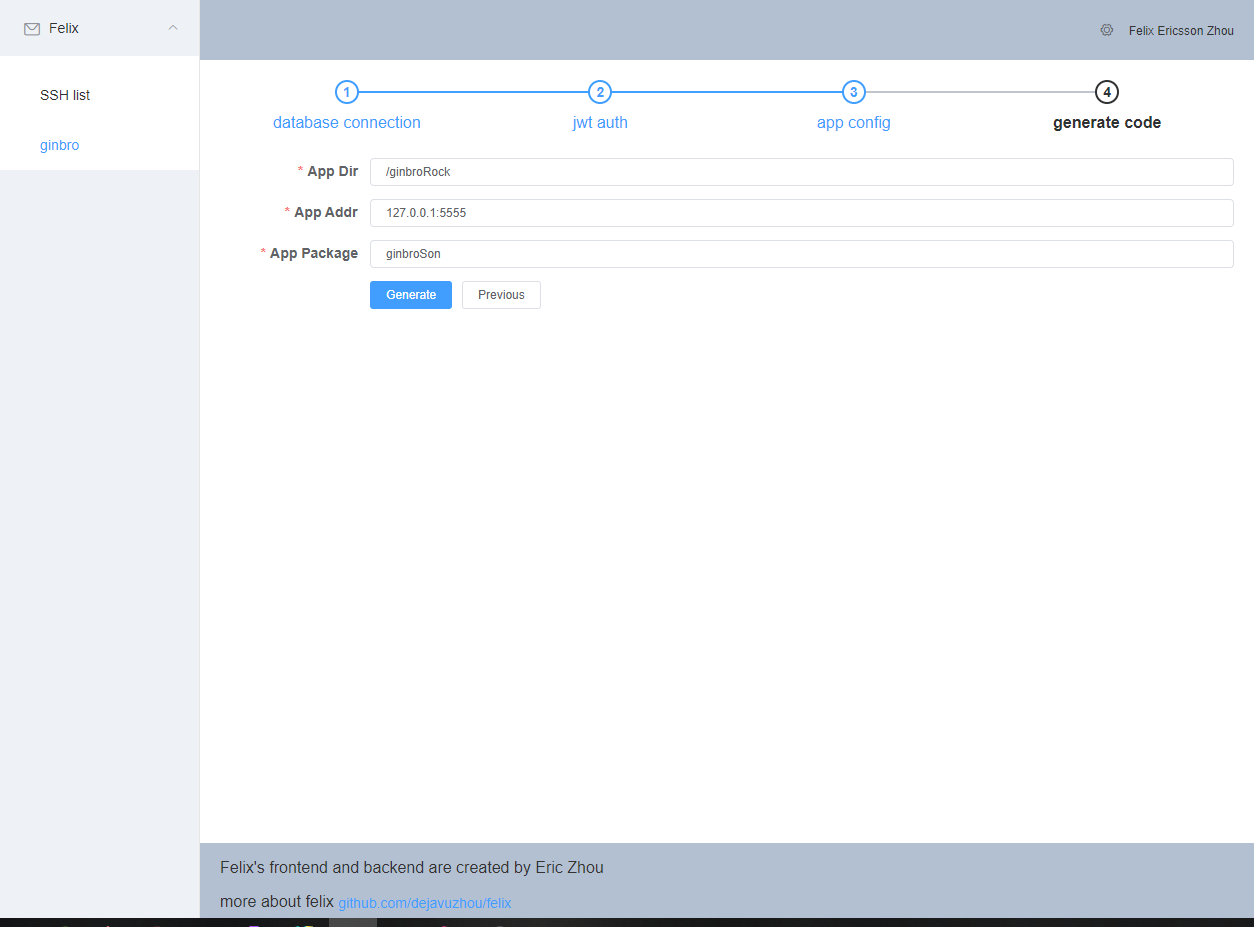 Felix
Felix Ericsson Zhou
SSH list
ginbro
1
2
3
4
database connection
jwt auth
app config
generate code
* App Dir
/ginbroRock
* App Addr
127.0.0.1:5555
* App Package
ginbroSon
Generate
Previous
Felix's frontend and backend are created by Eric Zhou
more about felix github.com/dejavuzhou/felix